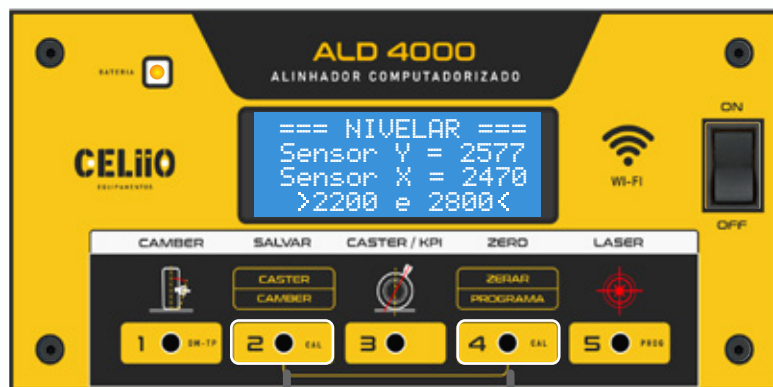 ALD 4000
ALINHADOR COMPUTADORIZADO
BATERIA
=== NIVELAR ===
Sensor Y = 2577
Sensor X = 2470
>2200 e 2800<
CELiiO
EQUIPAMENTOS
WI-FI
ON
OFF
CAMBER SALVAR CASTER / KPI ZERO LASER
CASTER
CAMBER
ZERAR
PROGRAMA
1 DM-TP 2 CAL 3 4 CAL 5 PROG